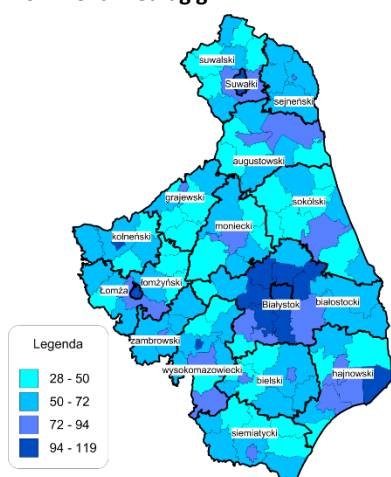 suwalski
Suwałki
sejneński
augustowski
grajewski
sokólski
kolneński
moniecki
Łomża
łomżyński
Białystok
białostocki
zambrowski
wysokomazowiecki
bielski
hajnowski
siemiatycki
Legenda
28 - 50
50 - 72
72 - 94
94 - 119